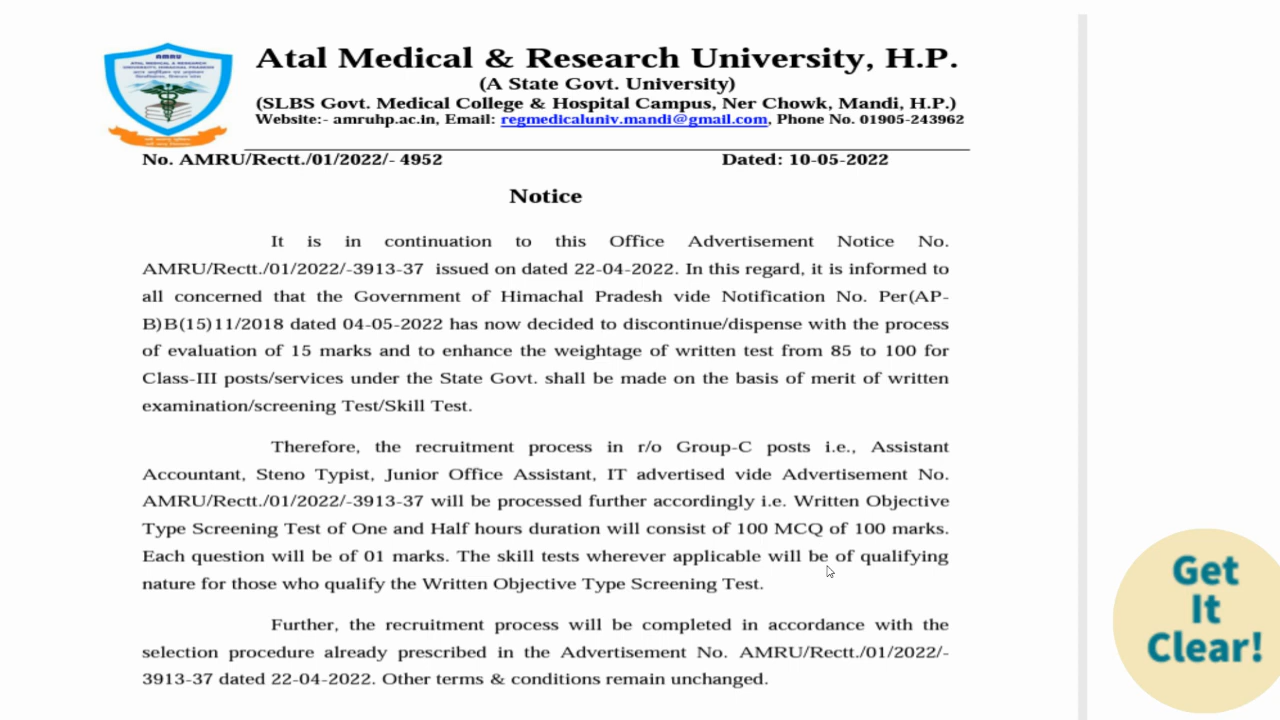 AMRU
ATAL MEDICAL & RESEARCH
UNIVERSITY HIMACHAL PRADESH
Atal Medical & Research University, H.P.
(A State Govt. University)
(SLBS Govt. Medical College & Hospital Campus, Ner Chowk, Mandi, H.P.)
Website:- amruhp.ac.in, Email: regmedicaluniv.mandi@gmail.com, Phone No. 01905-243962
No. AMRU/Rectt./01/2022/- 4952 Dated: 10-05-2022
Notice
It is in continuation to this Office Advertisement Notice No.
AMRU/Rectt./01/2022/-3913-37 issued on dated 22-04-2022. In this regard, it is informed to
all concerned that the Government of Himachal Pradesh vide Notification No. Per(AP-
B)B(15)11/2018 dated 04-05-2022 has now decided to discontinue/dispense with the process
of evaluation of 15 marks and to enhance the weightage of written test from 85 to 100 for
Class-III posts/services under the State Govt. shall be made on the basis of merit of written
examination/screening Test/Skill Test.
Therefore, the recruitment process in r/o Group-C posts i.e., Assistant
Accountant, Steno Typist, Junior Office Assistant, IT advertised vide Advertisement No.
AMRU/Rectt./01/2022/-3913-37 will be processed further accordingly i.e. Written Objective
Type Screening Test of One and Half hours duration will consist of 100 MCQ of 100 marks.
Each question will be of 01 marks. The skill tests wherever applicable will be of qualifying
nature for those who qualify the Written Objective Type Screening Test.
Further, the recruitment process will be completed in accordance with the
selection procedure already prescribed in the Advertisement No. AMRU/Rectt./01/2022/-
3913-37 dated 22-04-2022. Other terms & conditions remain unchanged.
Get
It
Clear!